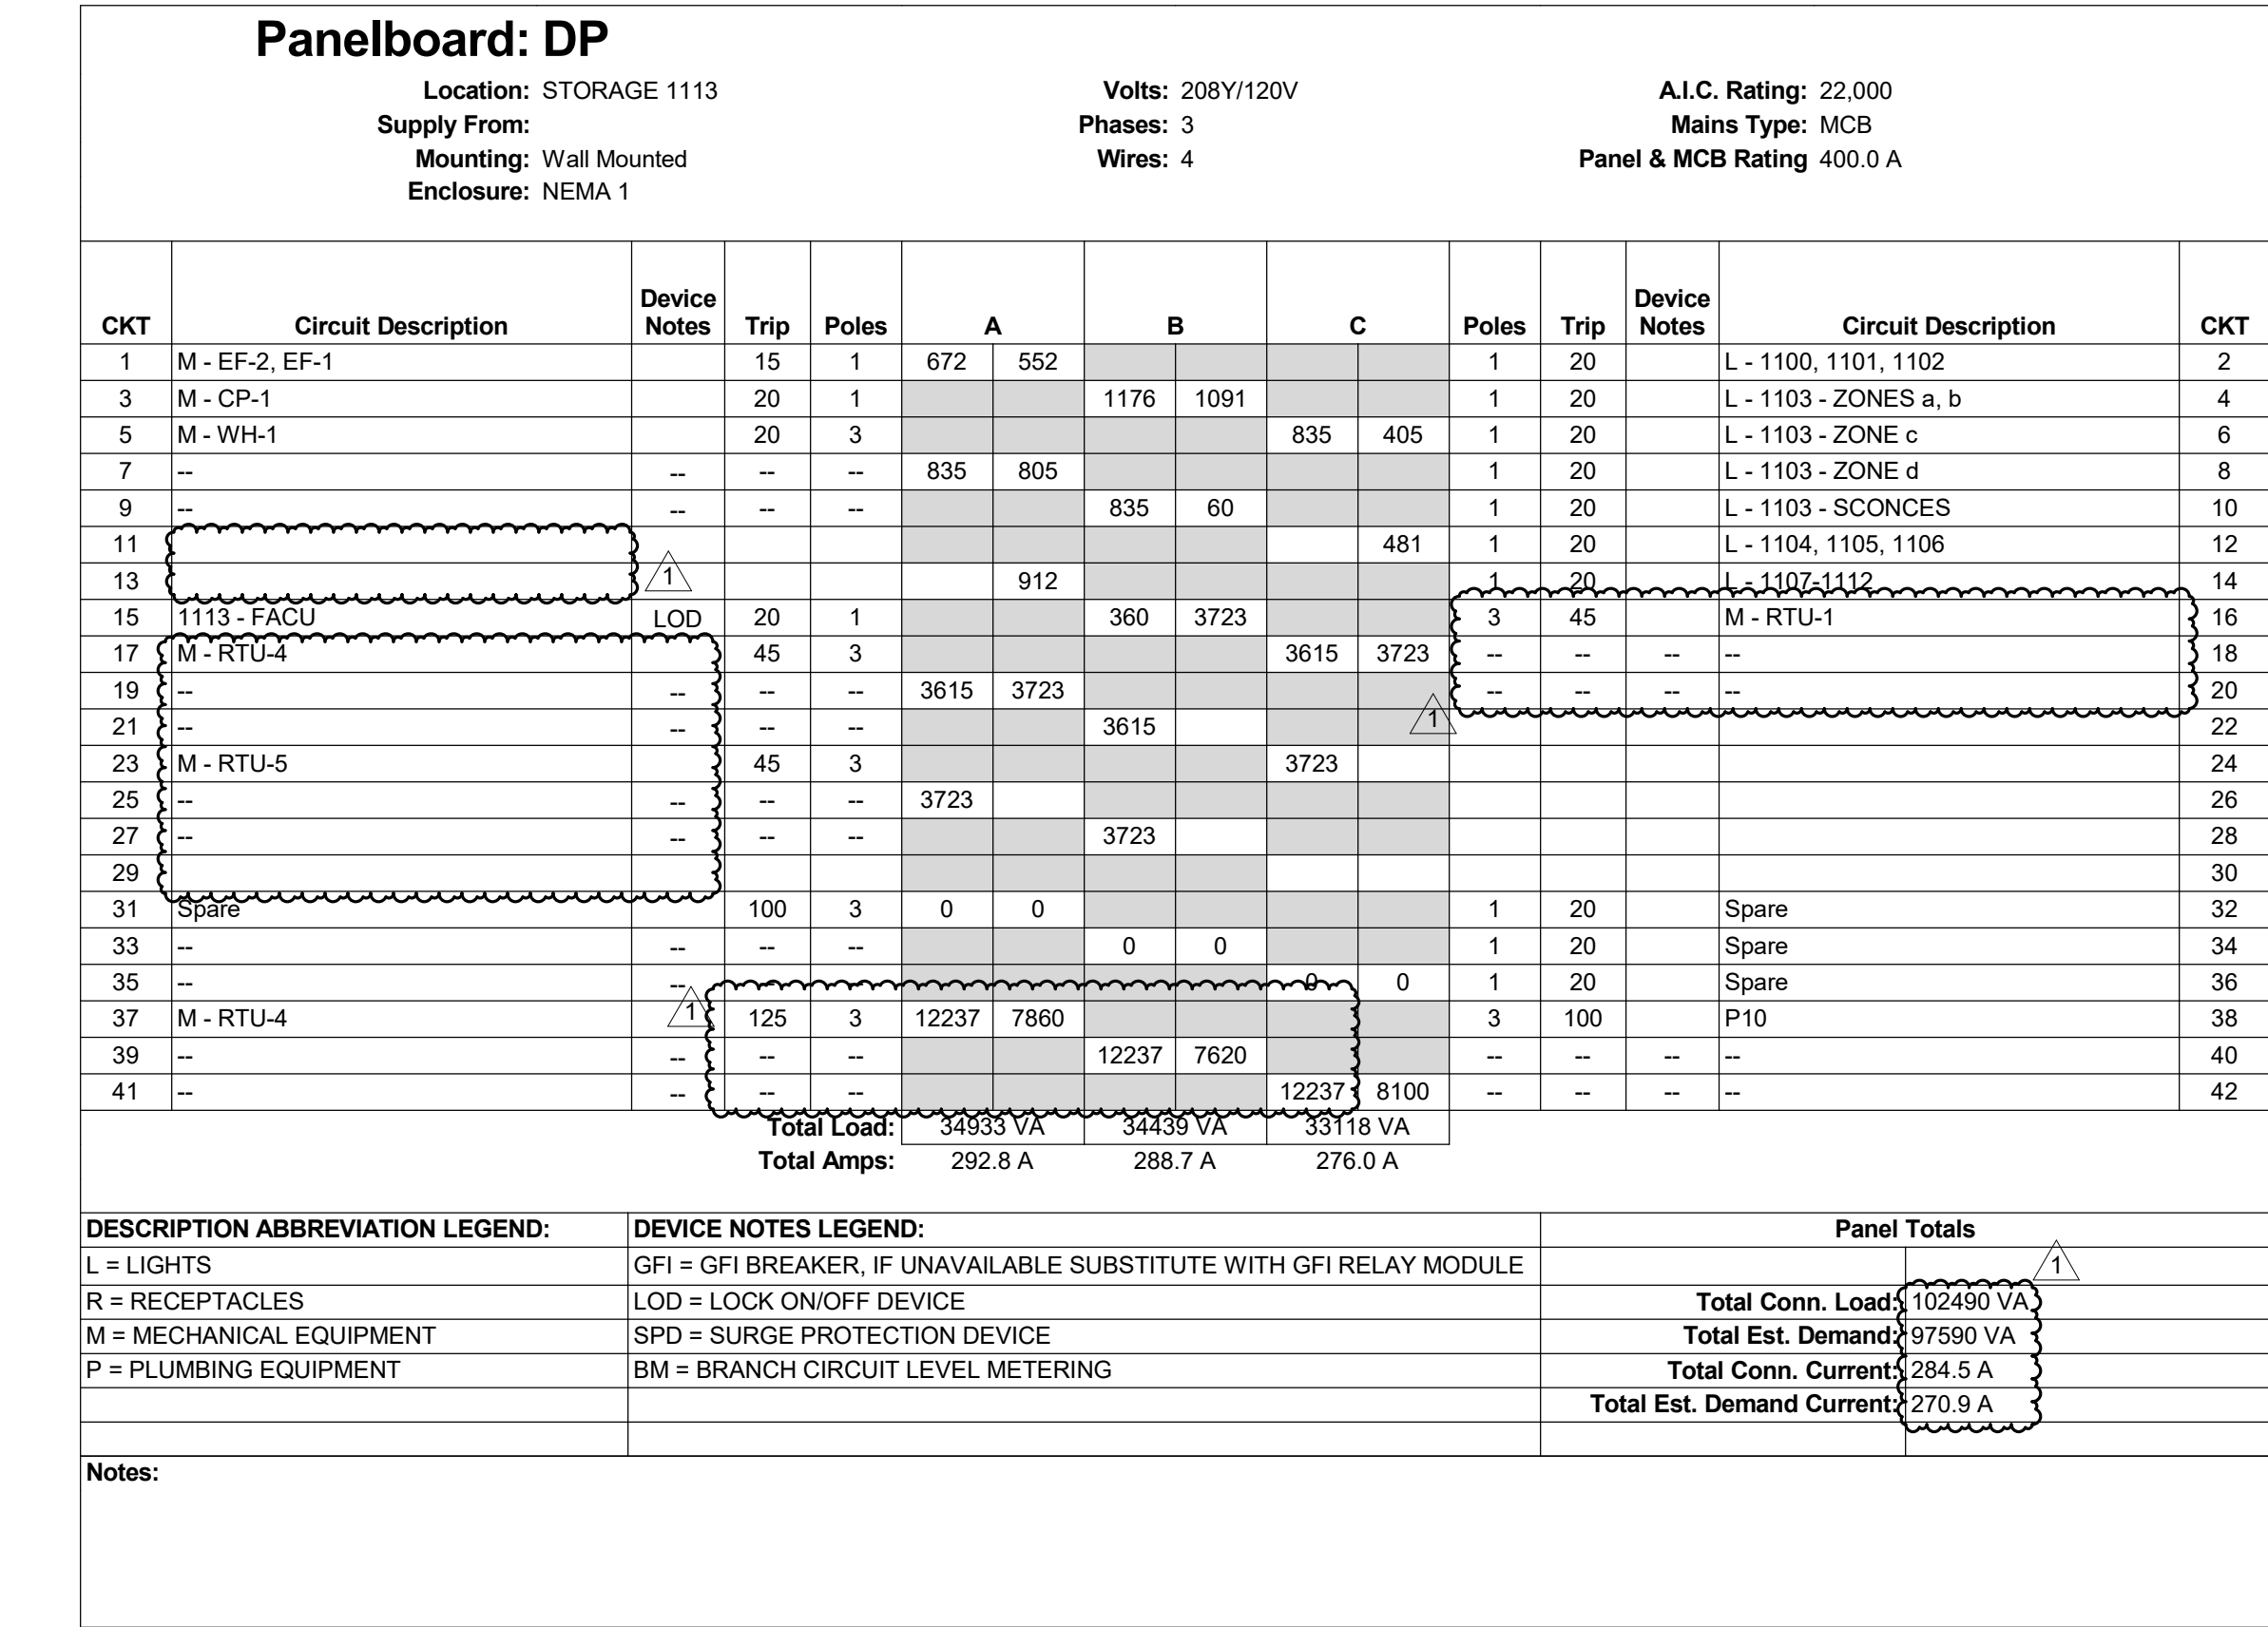 Panelboard: DP
Location: STORAGE 1113 Volts: 208Y/120V A.I.C. Rating: 22,000
Supply From: Phases: 3 Mains Type: MCB
Mounting: Wall Mounted Wires: 4 Panel & MCB Rating 400.0 A
Enclosure: NEMA 1
CKT Circuit Description Device Notes Trip Poles A B C Poles Trip Device Notes Circuit Description CKT
1 M - EF-2, EF-1 15 1 672 552 1 20 L - 1100, 1101, 1102 2
3 M - CP-1 20 1 1176 1091 1 20 L - 1103 - ZONES a, b 4
5 M - WH-1 20 3 835 405 1 20 L - 1103 - ZONE c 6
7 -- -- -- -- 835 805 1 20 L - 1103 - ZONE d 8
9 -- -- -- -- 835 60 1 20 L - 1103 - SCONCES 10
11 481 1 20 L - 1104, 1105, 1106 12
13 1 912 1 20 L - 1107-1112 14
15 1113 - FACU LOD 20 1 360 3723 3 45 M - RTU-1 16
17 M - RTU-4 45 3 3615 3723 -- -- -- -- 18
19 -- -- -- -- 3615 3723 -- -- -- -- 20
21 -- -- -- -- 3615 1 22
23 M - RTU-5 45 3 3723 24
25 -- -- -- -- 3723 26
27 -- -- -- -- 3723 28
29 30
31 Spare 100 3 0 0 1 20 Spare 32
33 -- -- -- -- 0 0 1 20 Spare 34
35 -- -- -- -- 0 0 1 20 Spare 36
37 M - RTU-4 1 125 3 12237 7860 3 100 P10 38
39 -- -- -- -- 12237 7620 -- -- -- -- 40
41 -- -- -- -- 12237 8100 -- -- -- -- 42
Total Load: 34933 VA 34439 VA 33118 VA
Total Amps: 292.8 A 288.7 A 276.0 A
DESCRIPTION ABBREVIATION LEGEND: DEVICE NOTES LEGEND: Panel Totals
L = LIGHTS GFI = GFI BREAKER, IF UNAVAILABLE SUBSTITUTE WITH GFI RELAY MODULE 1
R = RECEPTACLES LOD = LOCK ON/OFF DEVICE Total Conn. Load: 102490 VA
M = MECHANICAL EQUIPMENT SPD = SURGE PROTECTION DEVICE Total Est. Demand: 97590 VA
P = PLUMBING EQUIPMENT BM = BRANCH CIRCUIT LEVEL METERING Total Conn. Current: 284.5 A
Total Est. Demand Current: 270.9 A
Notes: